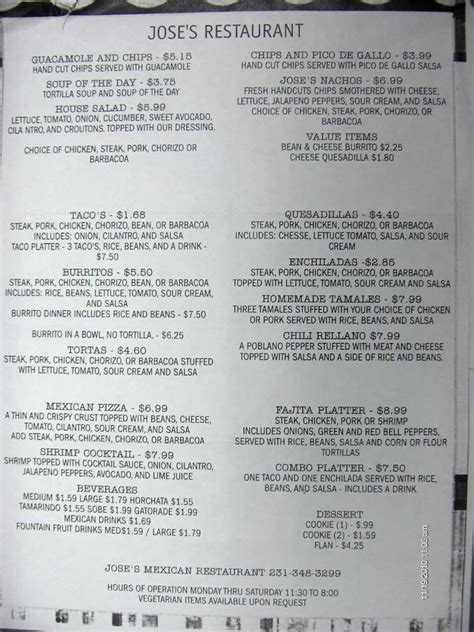 JOSE'S RESTAURANT
GUACAMOLE AND CHIPS - $5.15
HAND CUT CHIPS SERVED WITH GUACAMOLE
SOUP OF THE DAY - $3.75
TORTILLA SOUP AND SOUP OF THE DAY
HOUSE SALAD - $5.99
LETTUCE, TOMATO, ONION, CUCUMBER, SWEET AVOCADO,
CILA NTRO, AND CROUTONS. TOPPED WITH OUR DRESSING.
CHOICE OF CHICKEN, STEAK, PORK, CHORIZO OR
BARBACOA
CHIPS AND PICO DE GALLO - $3.99
HAND CUT CHIPS SERVED WITH PICO DE GALLO SALSA
JOSE'S NACHOS - $6.99
FRESH HANDCUTS CHIPS SMOTHERED WITH CHEESE,
LETTUCE, JALAPENO PEPPERS, SOUR CREAM, AND SALSA
CHOICE OF CHICKEN, STEAK, PORK, CHORIZO, OR
BARBACOA
VALUE ITEMS
BEAN & CHEESE BURRITO $2.25
CHEESE QUESADILLA $1.80
TACO'S - $1.68
STEAK, PORK, CHICKEN, CHORIZO, BEAN, OR BARBACOA
INCLUDES: ONION, CILANTRO, AND SALSA
TACO PLATTER - 3 TACO'S, RICE, BEANS, AND A DRINK -
$7.50
BURRITOS - $5.50
STEAK, PORK, CHICKEN, CHORIZO, BEAN, OR BARBACOA
INCLUDES: RICE, BEANS, LETTUCE, TOMATO, SOUR CREAM,
AND SALSA
BURRITO DINNER INCLUDES RICE AND BEANS - $7.50
BURRITO IN A BOWL, NO TORTILLA. - $6.25
TORTAS - $4.60
STEAK, PORK, CHICKEN, CHORIZO, OR BARBACOA STUFFED
WITH LETTUCE, TOMATO, SOUR CREAM, AND SALSA
QUESADILLAS - $4.40
STEAK, PORK, CHICKEN, CHORIZO, OR BARBACOA
INCLUDES: CHESSE, LETTUCE TOMATO, SALSA, AND SOUR
CREAM
ENCHILADAS -$2.85
STEAK, PORK, CHICKEN, CHORIZO, OR BARBACOA
TOPPED WITH LETTUCE, TOMATO, SOUR CREAM, AND SALSA
HOMEMADE TAMALES - $7.99
THREE TAMALES STUFFED WITH YOUR CHOICE OF CHICKEN
OR PORK SERVED WITH RICE, BEANS, AND SALSA
CHILI RELLANO $7.99
A POBLANO PEPPER STUFFED WITH MEAT AND CHEESE
TOPPED WITH SALSA AND A SIDE OF RICE AND BEANS.
MEXICAN PIZZA - $6.99
A THIN AND CRISPY CRUST TOPPED WITH BEANS, CHEESE,
TOMATO, CILANTRO, SOUR CREAM AND SALSA
ADD STEAK, PORK, CHICKEN, CHORIZO, OR BARBACOA
SHRIMP COCKTAIL - $7.99
SHRIMP TOPPED WITH COCKTAIL SAUCE, ONION, CILANTRO,
JALAPENO PEPPERS, AVOCADO, AND LIME JUICE
BEVERAGES
MEDIUM $1.59 LARGE $1.79 HORCHATA $1.55
TAMARINDO $1.55 SOBE $1.99 GATORADE $1.99
MEXICAN DRINKS $1.69
FOUNTAIN FRUIT DRINKS MED$1.59 / LARGE $1.79
FAJITA PLATTER - $8.99
STEAK, CHICKEN, PORK OR SHRIMP
INCLUDES ONIONS, GREEN AND RED BELL PEPPERS,
SERVED WITH RICE, BEANS, SALSA AND CORN OR FLOUR
TORTILLAS
COMBO PLATTER - $7.50
ONE TACO AND ONE ENCHILADA SERVED WITH RICE,
BEANS, AND SALSA - INCLUDES A DRINK
DESSERT
COOKIE (1) - $.99
COOKIE (2) - $1.59
FLAN - $4.25
JOSE'S MEXICAN RESTAURANT 231-348-3299
HOURS OF OPERATION MONDAY THRU SATURDAY 11:30 TO 8:00
VEGETARIAN ITEMS AVAILABLE UPON REQUEST